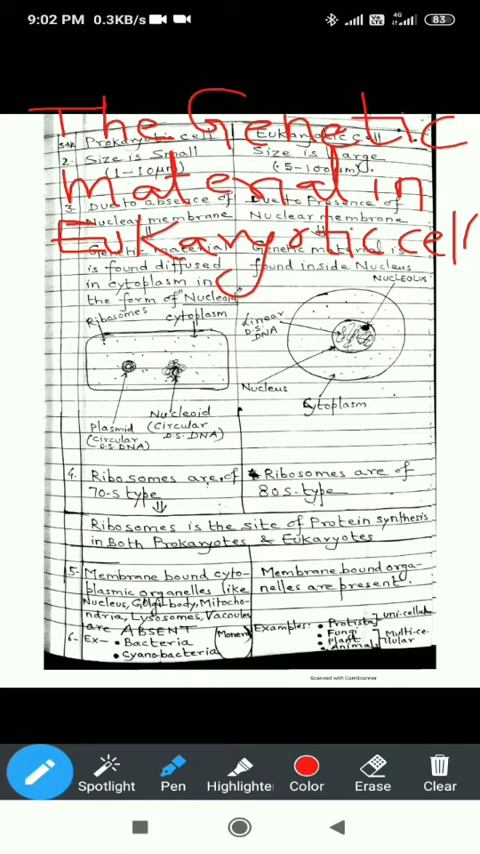 9:02 PM 0.3KB/s
4G
83
The Genetic
material in
Eukaryotic cell
Prokaryotic cell Eukaryotic cell
2. Size is Small Size is large
(1-10μm) (5-100μm).
3. Due to absence of Due to Presence of
Nuclear membrane Nuclear membrane
Genetic material Genetic material is
is found diffused found inside Nucleus
in cytoplasm in
the form of "Nucleoid"
NUCLEOLUS
Ribosomes cytoplasm
Linear
D.S. DNA
Nucleus
Cytoplasm
Plasmid
(circular
D.S. DNA)
Nucleoid
(Circular
D.S. DNA)
4. Ribosomes are of Ribosomes are of
70-s type 80s-type
Ribosomes is the site of Protein synthesis
in Both Prokaryotes & Eukaryotes
5- Membrane bound cyto- Membrane bound orga-
plasmic organelles like nelles are present.
Nucleus, Golgi body, Mitocho-
ndria, Lysosomes, Vacuoles
are ABSENT
6- Ex- • Bacteria
• cyanobacteria
Monera
Examples: • Protista
• Fungi
• Plant
• Animals
uni-cellular
Multi-ce-
llular
Scanned with CamScanner
Spotlight Pen Highlighter Color Erase Clear